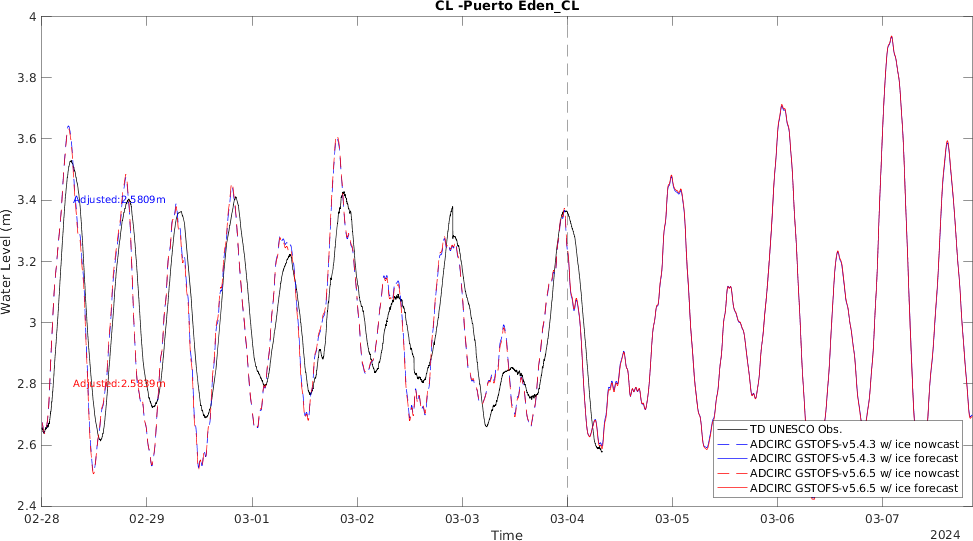 CL -Puerto Eden_CL
4
3.8
3.6
3.4
3.2
3
2.8
2.6
2.4
Water Level (m)
Adjusted:2.5809m
Adjusted:2.5839m
TD UNESCO Obs.
ADCIRC GSTOFS-v5.4.3 w/ ice nowcast
ADCIRC GSTOFS-v5.4.3 w/ ice forecast
ADCIRC GSTOFS-v5.6.5 w/ ice nowcast
ADCIRC GSTOFS-v5.6.5 w/ ice forecast
02-28 02-29 03-01 03-02 03-03 03-04 03-05 03-06 03-07
Time
2024